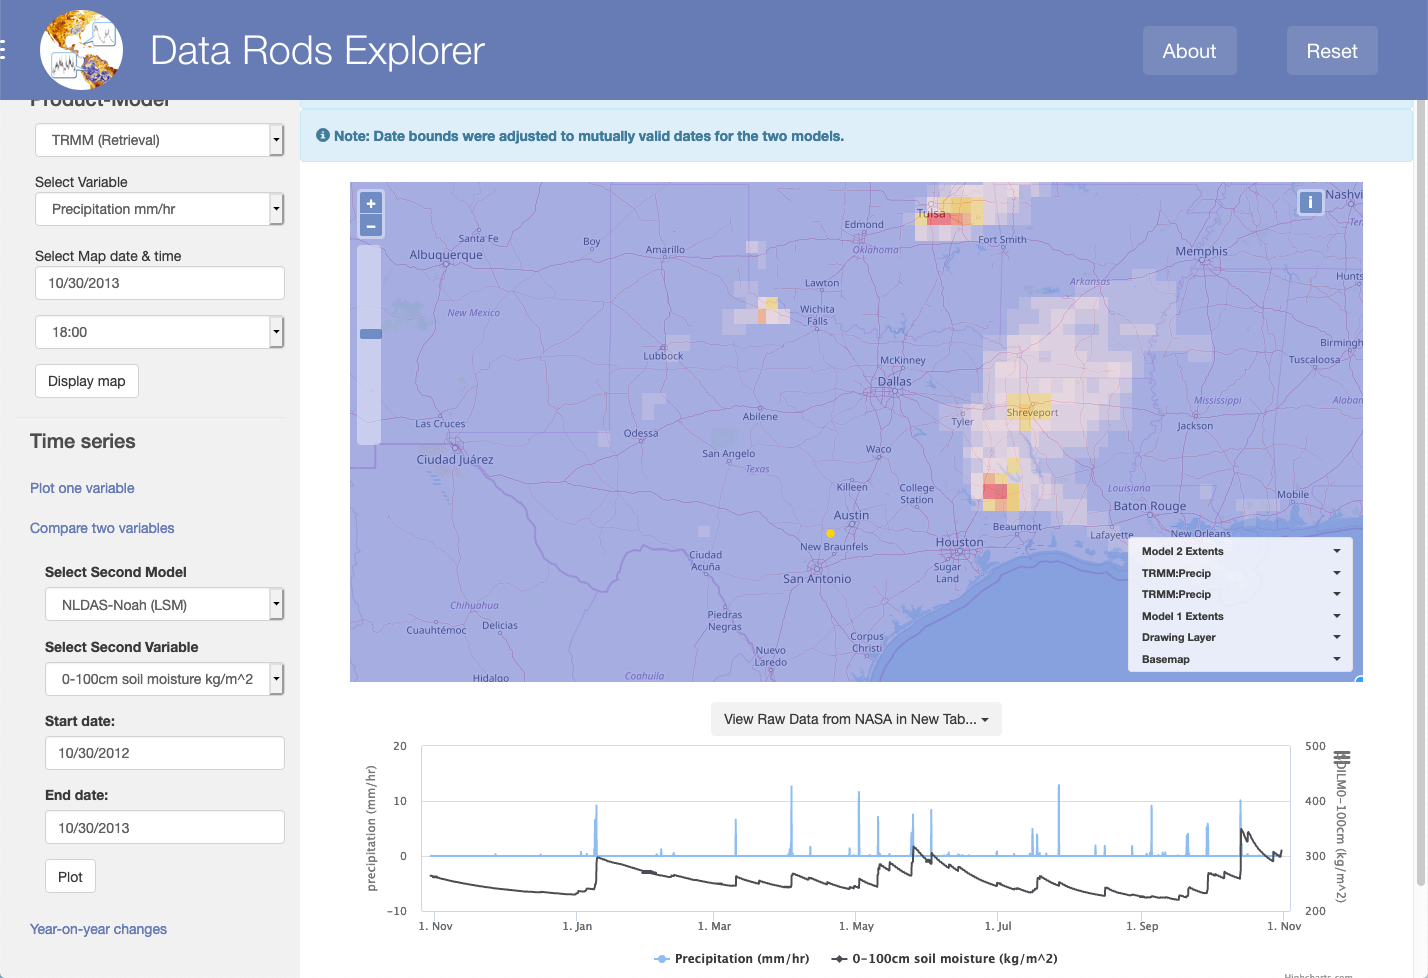 Data Rods Explorer
About
Reset
Product-Model
TRMM (Retrieval)
Select Variable
Precipitation mm/hr
Select Map date & time
10/30/2013
18:00
Display map
Time series
Plot one variable
Compare two variables
Select Second Model
NLDAS-Noah (LSM)
Select Second Variable
0-100cm soil moisture kg/m^2
Start date:
10/30/2012
End date:
10/30/2013
Plot
Year-on-year changes
Note: Date bounds were adjusted to mutually valid dates for the two models.
+
−
i
Nashvi
Tulsa
Edmond
Santa Fe
Boy
Amarillo
Oklahoma
Fort Smith
Albuquerque
Memphis
Hunts
Lawton
Arkansas
New Mexico
Wichita
Falls
Birmingh
Lubbock
McKinney
Tuscaloosa
Dallas
Mississippi
Alaban
Las Cruces
Abilene
Tyler
Shreveport
Jackson
Odessa
Ciudad Juárez
San Angelo
Texas
Waco
Killeen
College
Station
Louisiana
Mobile
Baton Rouge
Austin
Beaumont
Lafayette
New Orleans
New Braunfels
Houston
Ciudad
Acuña
San Antonio
Sugar
Land
Chihuahua
Piedras
Negras
Cuauhtémoc
Delicias
Corpus
Christi
Nuevo
Laredo
Hidalgo
Coahuila
Model 2 Extents
TRMM:Precip
TRMM:Precip
Model 1 Extents
Drawing Layer
Basemap
View Raw Data from NASA in New Tab...
precipitation (mm/hr)
20
10
0
-10
500
400
300
200
0-100cm (kg/m^2)
1. Nov
1. Jan
1. Mar
1. May
1. Jul
1. Sep
1. Nov
Precipitation (mm/hr)
0-100cm soil moisture (kg/m^2)